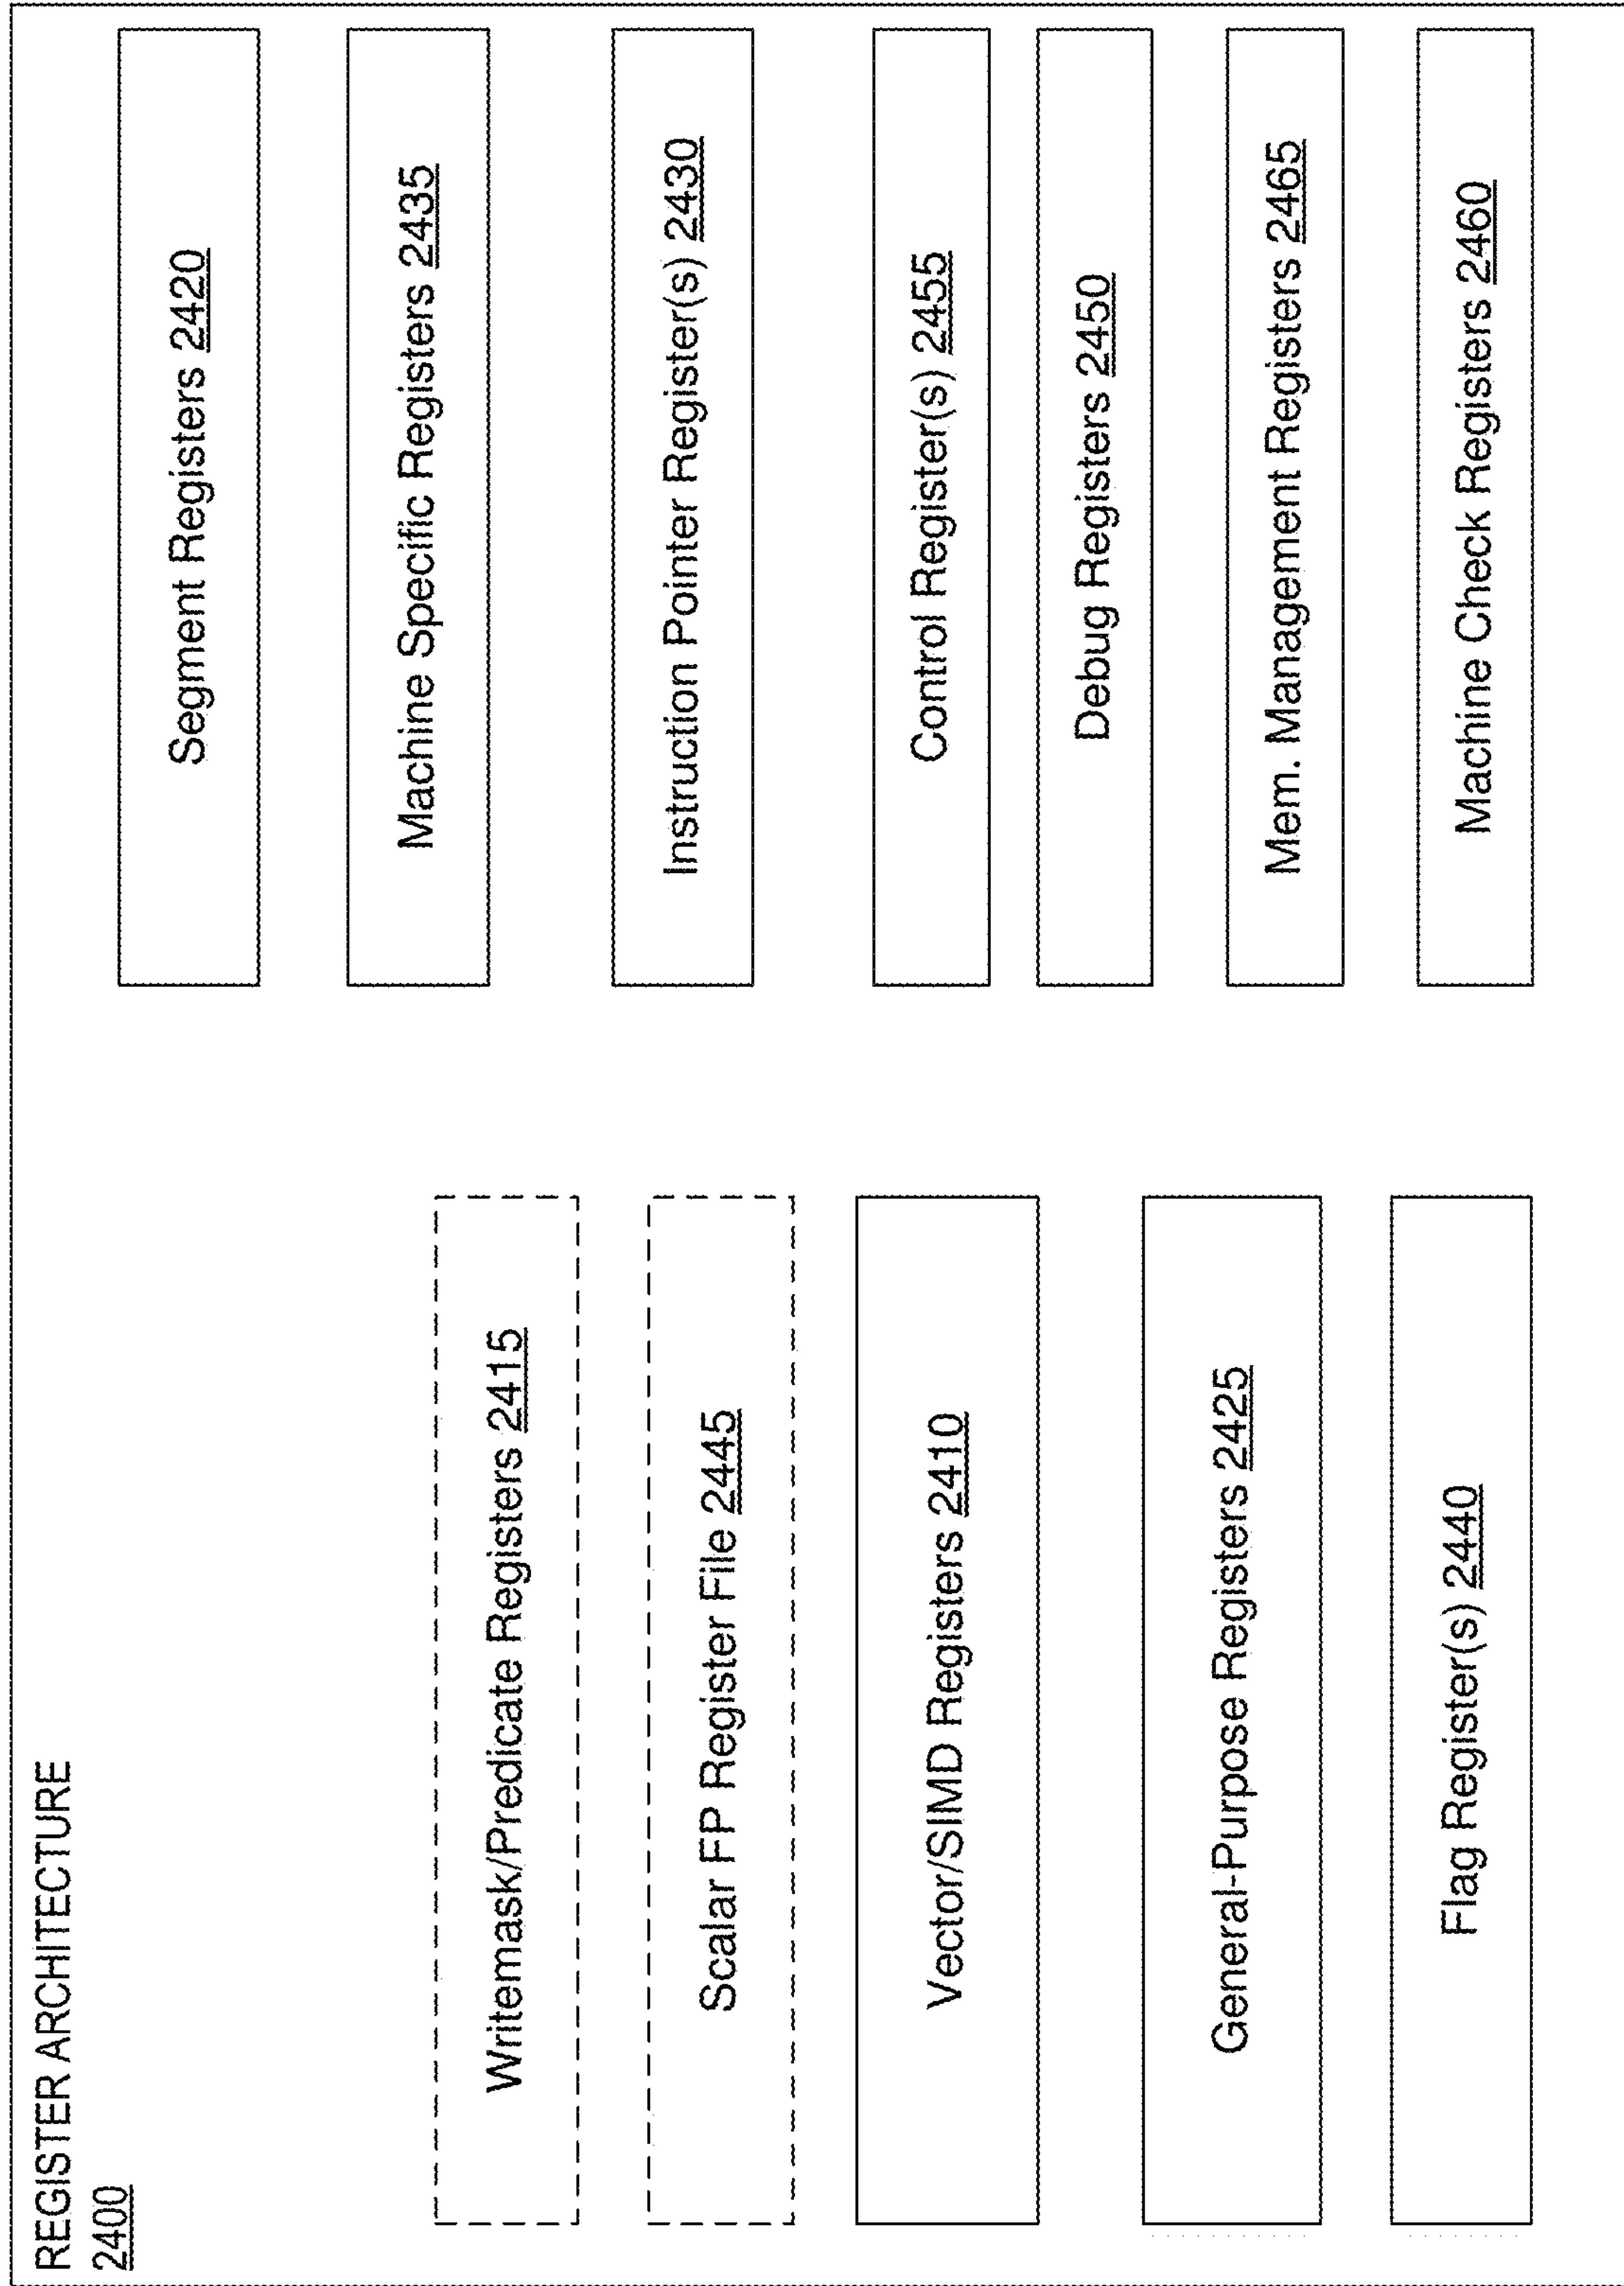 REGISTER ARCHITECTURE
2400
Writemask/Predicate Registers 2415
Scalar FP Register File 2445
Vector/SIMD Registers 2410
General-Purpose Registers 2425
Flag Register(s) 2440
Segment Registers 2420
Machine Specific Registers 2435
Instruction Pointer Register(s) 2430
Control Register(s) 2455
Debug Registers 2450
Mem. Management Registers 2465
Machine Check Registers 2460